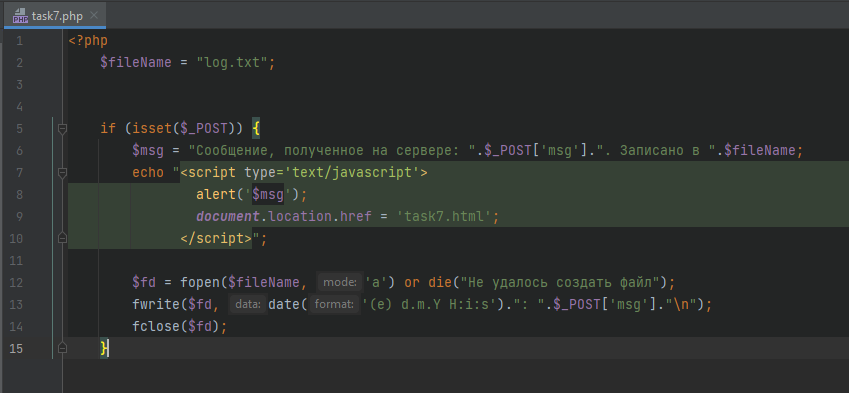 task7.php
1 <?php
2 $fileName = "log.txt";
3
4
5 if (isset($_POST)) {
6 $msg = "Сообщение, полученное на сервере: ".$_POST['msg'].". Записано в ".$fileName;
7 echo "<script type='text/javascript'>
8 alert('$msg');
9 document.location.href = 'task7.html';
10 </script>";
11
12 $fd = fopen($fileName, mode: 'a') or die("Не удалось создать файл");
13 fwrite($fd, data: date( format: '(e) d.m.Y H:i:s').": ".$_POST['msg']."\n");
14 fclose($fd);
15 }